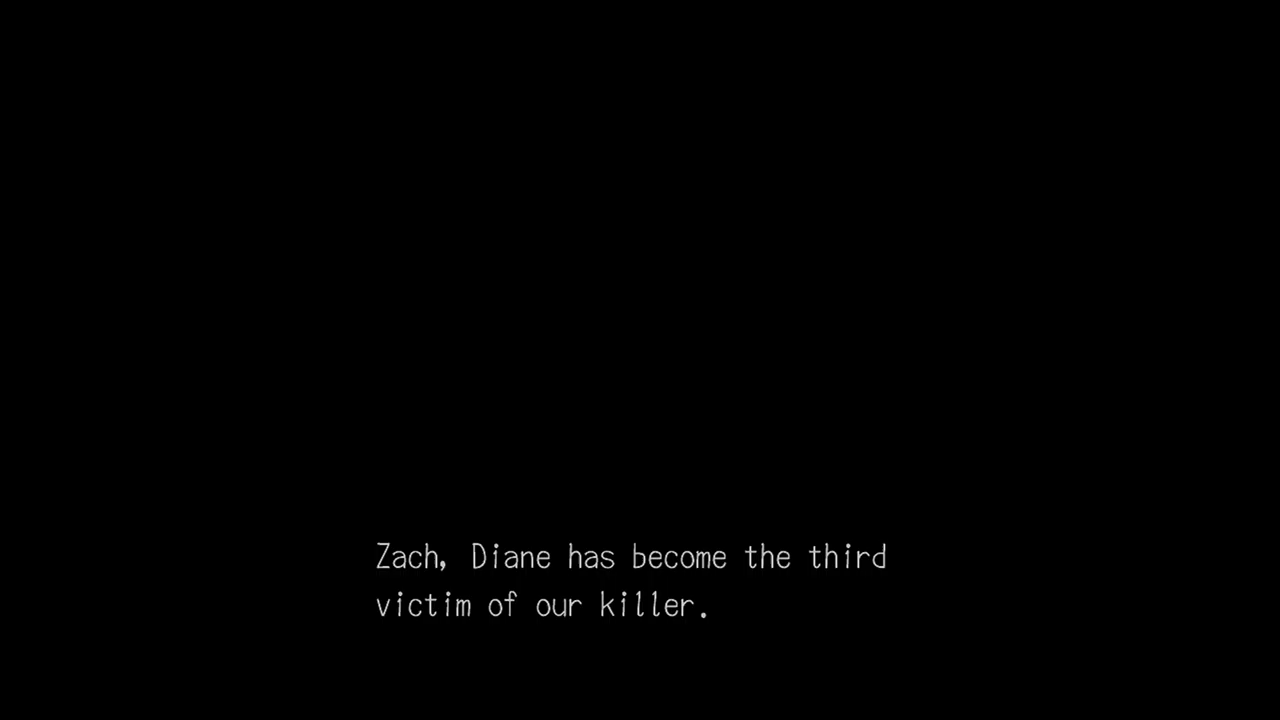 Zach, Diane has become the third
victim of our killer.